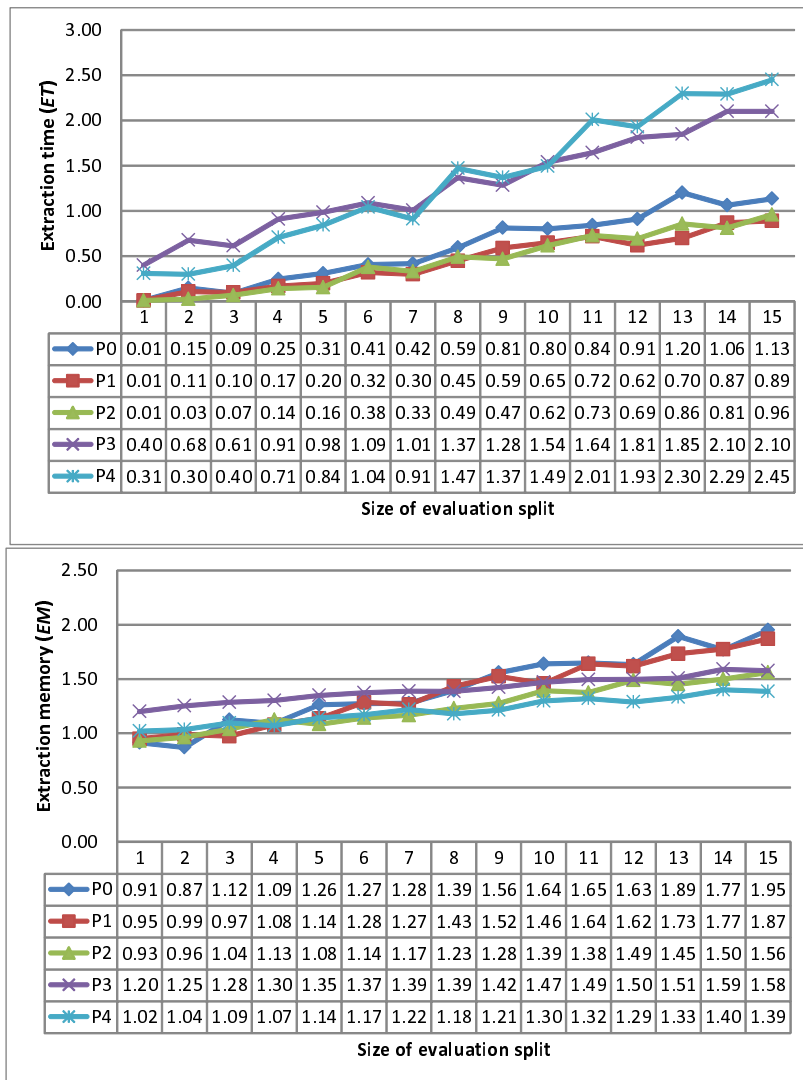 3.00
2.50
2.00
1.50
1.00
0.50
0.00
Extraction time (ET)
1 2 3 4 5 6 7 8 9 10 11 12 13 14 15
P0 0.01 0.15 0.09 0.25 0.31 0.41 0.42 0.59 0.81 0.80 0.84 0.91 1.20 1.06 1.13
P1 0.01 0.11 0.10 0.17 0.20 0.32 0.30 0.45 0.59 0.65 0.72 0.62 0.70 0.87 0.89
P2 0.01 0.03 0.07 0.14 0.16 0.38 0.33 0.49 0.47 0.62 0.73 0.69 0.86 0.81 0.96
P3 0.40 0.68 0.61 0.91 0.98 1.09 1.01 1.37 1.28 1.54 1.64 1.81 1.85 2.10 2.10
P4 0.31 0.30 0.40 0.71 0.84 1.04 0.91 1.47 1.37 1.49 2.01 1.93 2.30 2.29 2.45
Size of evaluation split
2.50
2.00
1.50
1.00
0.50
0.00
Extraction memory (EM)
1 2 3 4 5 6 7 8 9 10 11 12 13 14 15
P0 0.91 0.87 1.12 1.09 1.26 1.27 1.28 1.39 1.56 1.64 1.65 1.63 1.89 1.77 1.95
P1 0.95 0.99 0.97 1.08 1.14 1.28 1.27 1.43 1.52 1.46 1.64 1.62 1.73 1.77 1.87
P2 0.93 0.96 1.04 1.13 1.08 1.14 1.17 1.23 1.28 1.39 1.38 1.49 1.45 1.50 1.56
P3 1.20 1.25 1.28 1.30 1.35 1.37 1.39 1.39 1.42 1.47 1.49 1.50 1.51 1.59 1.58
P4 1.02 1.04 1.09 1.07 1.14 1.17 1.22 1.18 1.21 1.30 1.32 1.29 1.33 1.40 1.39
Size of evaluation split